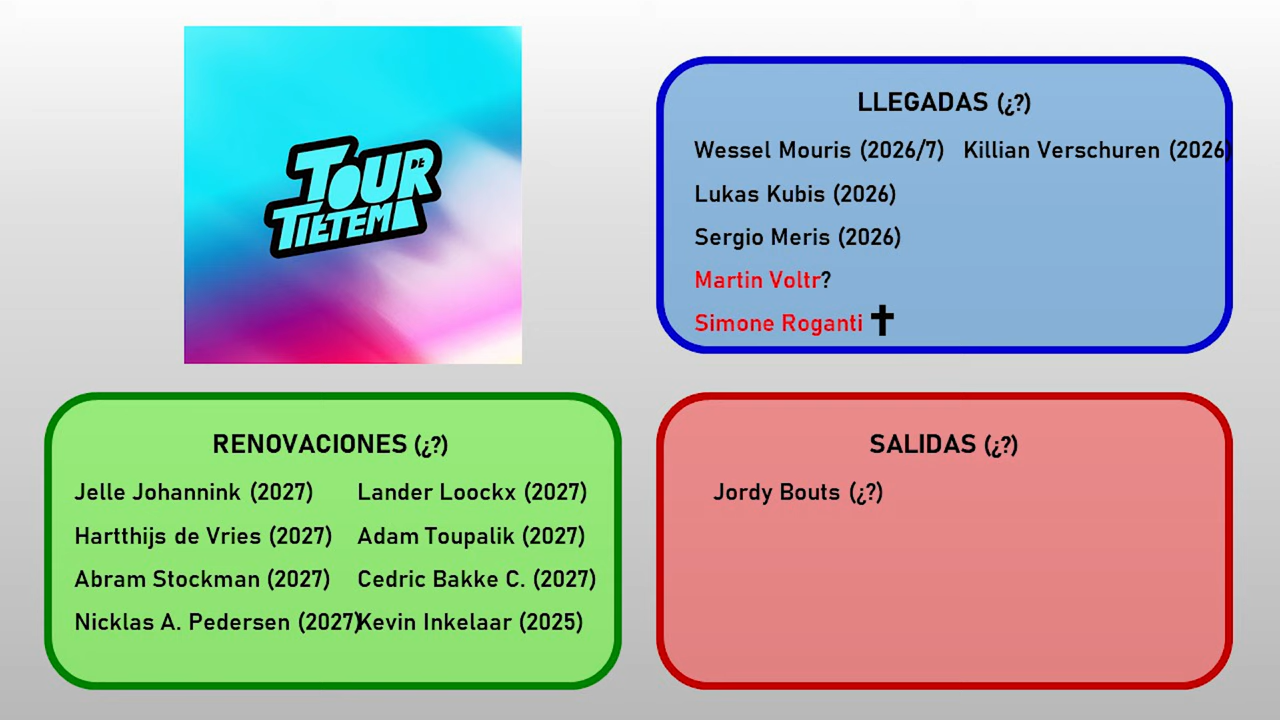 TOUR DE
TIETEMA
LLEGADAS (¿?)
Wessel Mouris (2026/7) Killian Verschuren (2026)
Lukas Kubis (2026)
Sergio Meris (2026)
Martin Voltr?
Simone Roganti
RENOVACIONES (¿?)
Jelle Johannink (2027) Lander Loockx (2027)
Hartthijs de Vries (2027) Adam Toupalik (2027)
Abram Stockman (2027) Cedric Bakke C. (2027)
Nicklas A. Pedersen (2027) Kevin Inkelaar (2025)
SALIDAS (¿?)
Jordy Bouts (¿?)